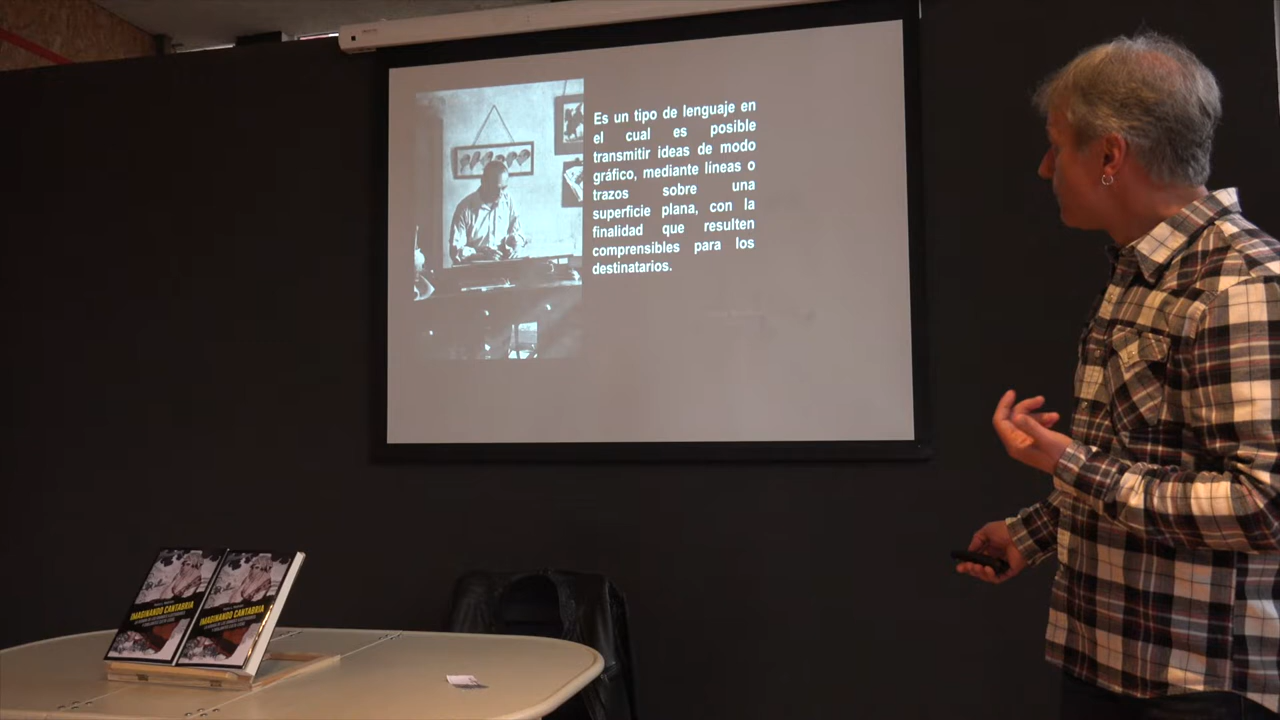 Es un tipo de lenguaje en
el cual es posible
transmitir ideas de modo
gráfico, mediante líneas o
trazos sobre una
superficie plana, con la
finalidad que resulten
comprensibles para los
destinatarios.
IMAGINANDO CANTABRIA
IMAGINANDO CANTABRIA